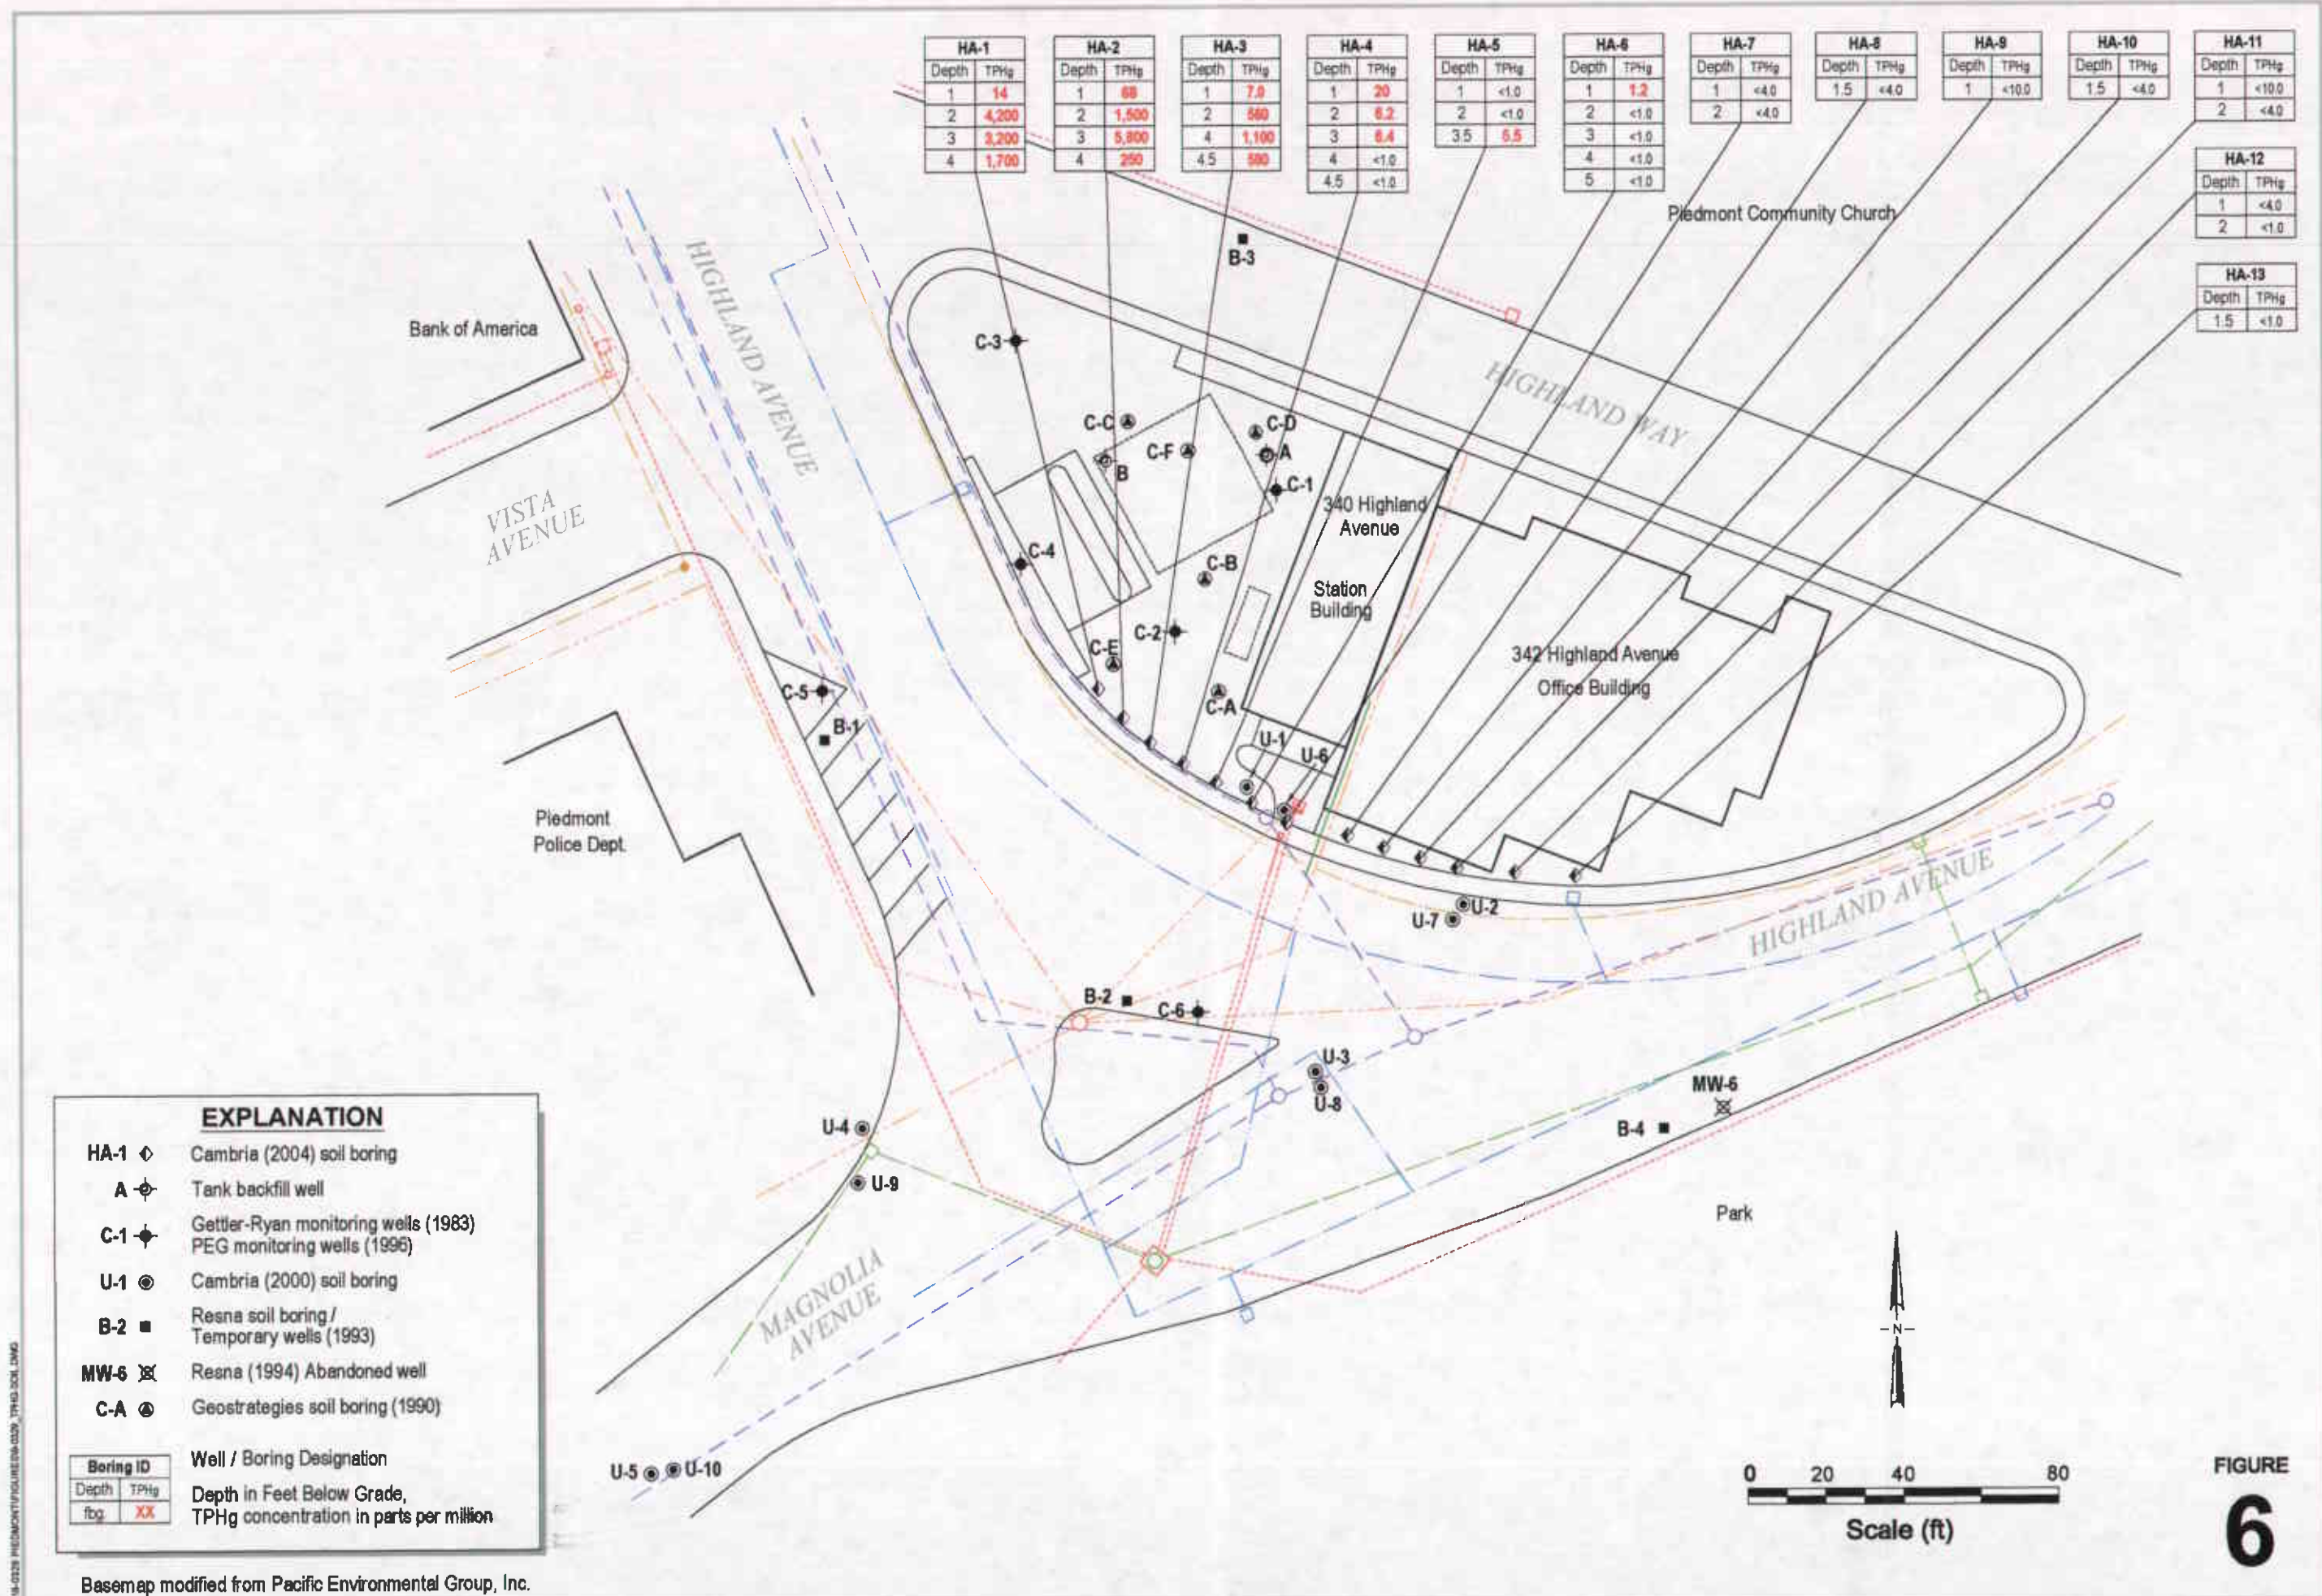 HA-1
Depth TPHg
1 14
2 4,200
3 3,200
4 1,700
HA-2
Depth TPHg
1 68
2 1,500
3 5,800
4 250
HA-3
Depth TPHg
1 7.0
2 560
4 1,100
4.5 580
HA-4
Depth TPHg
1 20
2 6.2
3 6.4
4 <1.0
4.5 <1.0
HA-5
Depth TPHg
1 <1.0
2 <1.0
3.5 5.5
HA-6
Depth TPHg
1 1.2
2 <1.0
3 <1.0
4 <1.0
5 <1.0
HA-7
Depth TPHg
1 <4.0
2 <4.0
HA-8
Depth TPHg
1.5 <4.0
HA-9
Depth TPHg
1 <10.0
HA-10
Depth TPHg
1.5 <4.0
HA-11
Depth TPHg
1 <10.0
2 <4.0
HA-12
Depth TPHg
1 <4.0
2 <1.0
HA-13
Depth TPHg
1.5 <1.0
Piedmont Community Church
B-3
Bank of America
HIGHLAND AVENUE
C-3
HIGHLAND WAY
C-C
C-D
C-F
A
B
C-1
340 Highland
Avenue
VISTA
AVENUE
C-4
C-B
Station
Building
C-2
C-E
342 Highland Avenue
Office Building
C-5
C-A
B-1
U-1
U-6
Piedmont
Police Dept.
U-2
U-7
HIGHLAND AVENUE
B-2
C-6
U-3
U-8
MW-6
B-4
U-4
U-9
Park
MAGNOLIA
AVENUE
U-5
U-10
EXPLANATION
HA-1 Cambria (2004) soil boring
A Tank backfill well
C-1 Gettler-Ryan monitoring wells (1983)
PEG monitoring wells (1996)
U-1 Cambria (2000) soil boring
B-2 Resna soil boring /
Temporary wells (1993)
MW-6 Resna (1994) Abandoned well
C-A Geostrategies soil boring (1990)
Boring ID
Depth TPHg
fbg XX
Well / Boring Designation
Depth in Feet Below Grade,
TPHg concentration in parts per million
Basemap modified from Pacific Environmental Group, Inc.
N
0 20 40 80
Scale (ft)
FIGURE
6